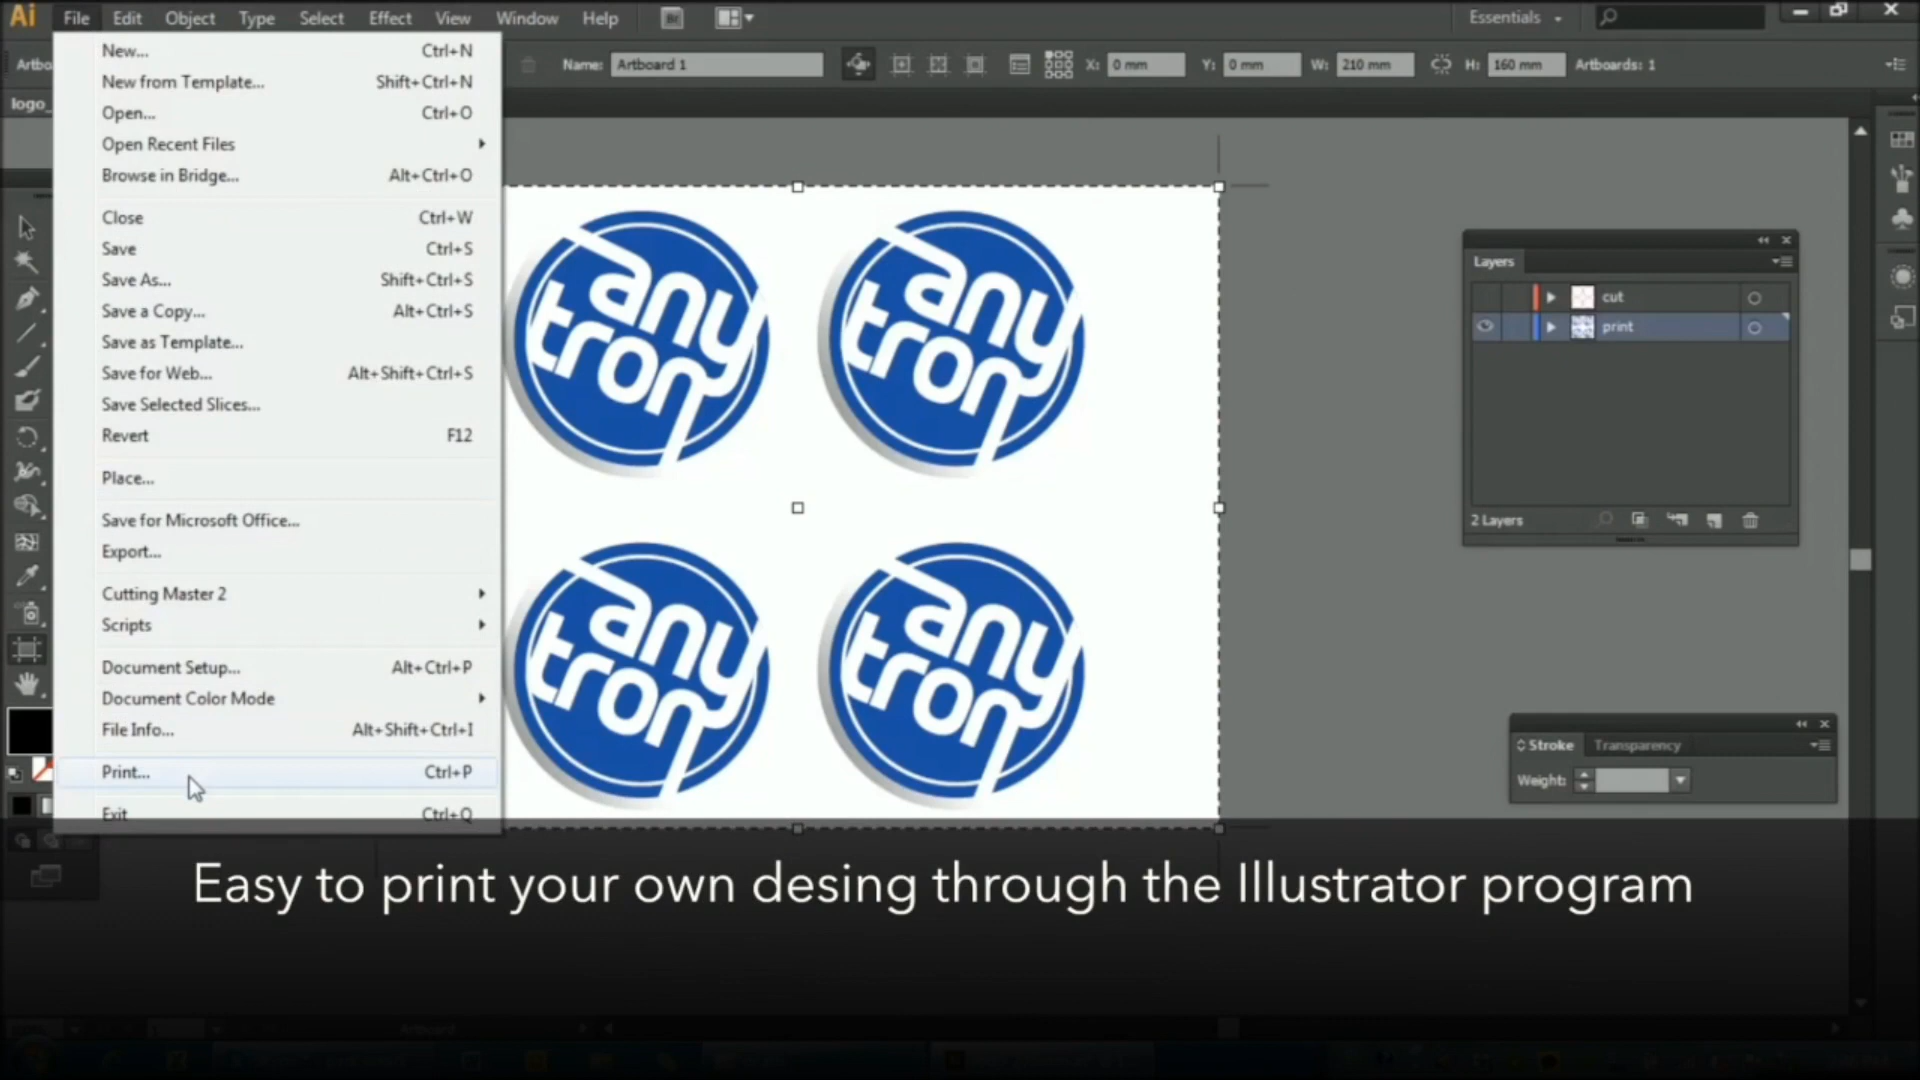 Ai File Edit Object Type Select Effect View Window Help Br Essentials
Artbo Name: Artboard 1 X: 0 mm Y: 0 mm W: 210 mm H: 160 mm Artboards: 1
logo_
New... Ctrl+N
New from Template... Shift+Ctrl+N
Open... Ctrl+O
Open Recent Files
Browse in Bridge... Alt+Ctrl+O
Close Ctrl+W
Save Ctrl+S
Save As... Shift+Ctrl+S
Save a Copy... Alt+Ctrl+S
Save as Template...
Save for Web... Alt+Shift+Ctrl+S
Save Selected Slices...
Revert F12
Place...
Save for Microsoft Office...
Export...
Cutting Master 2
Scripts
Document Setup... Alt+Ctrl+P
Document Color Mode
File Info... Alt+Shift+Ctrl+I
Print... Ctrl+P
Exit Ctrl+Q
any
tron
any
tron
any
tron
any
tron
Layers
cut
print
2 Layers
Stroke Transparency
Weight:
Easy to print your own desing through the Illustrator program
Artboard